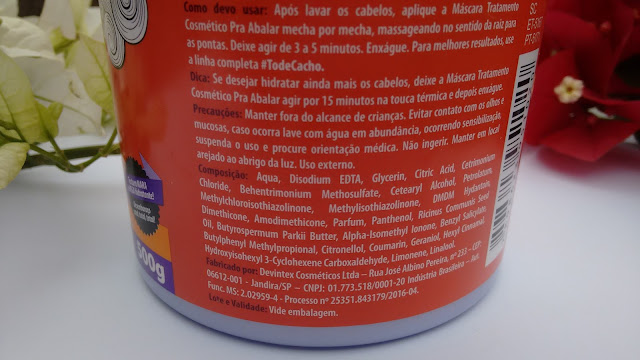 Como devo usar: Após lavar os cabelos, aplique a Máscara Tratamento
Cosmético Pra Abalar mecha por mecha, massageando no sentido da raiz para
as pontas. Deixe agir de 3 a 5 minutos. Enxágue. Para melhores resultados, use
a linha completa #TodeCacho.
Dica: Se desejar hidratar ainda mais os cabelos, deixe a Máscara Tratamento
Cosmético Pra Abalar agir por 15 minutos na touca térmica e depois enxágue.
Precauções: Manter fora do alcance de crianças. Evitar contato com os olhos e
mucosas, caso ocorra lave com água em abundância, ocorrendo sensibilização,
suspenda o uso e procure orientação médica. Não ingerir. Manter em local
arejado ao abrigo da luz. Uso externo.
Composição: Aqua, Disodium EDTA, Glycerin, Citric Acid, Cetrimonium
Chloride, Behentrimonium Methosulfate, Cetearyl Alcohol, Petrolatum,
Methylchloroisothiazolinone, Methylisothiazolinone, DMDM Hydantoin,
Dimethicone, Amodimethicone, Parfum, Panthenol, Ricinus Communis Seed
Oil, Butyrospermum Parkii Butter, Alpha-Isomethyl Ionone, Benzyl Salicylate,
Butylphenyl Methylpropional, Citronellol, Coumarin, Geraniol, Hexyl Cinnamal,
Hydroxyisohexyl 3-Cyclohexene Carboxaldehyde, Limonene, Linalool.
Fabricado por: Devintex Cosméticos Ltda – Rua José Albino Pereira, nº 233 – CEP:
06612-001 - Jandira/SP – CNPJ: 01.773.518/0001-20 Indústria Brasileira – Aut.
Func. MS: 2.02959-4 - Processo nº 25351.843179/2016-04.
Lote e Validade: Vide embalagem.
500g
SC